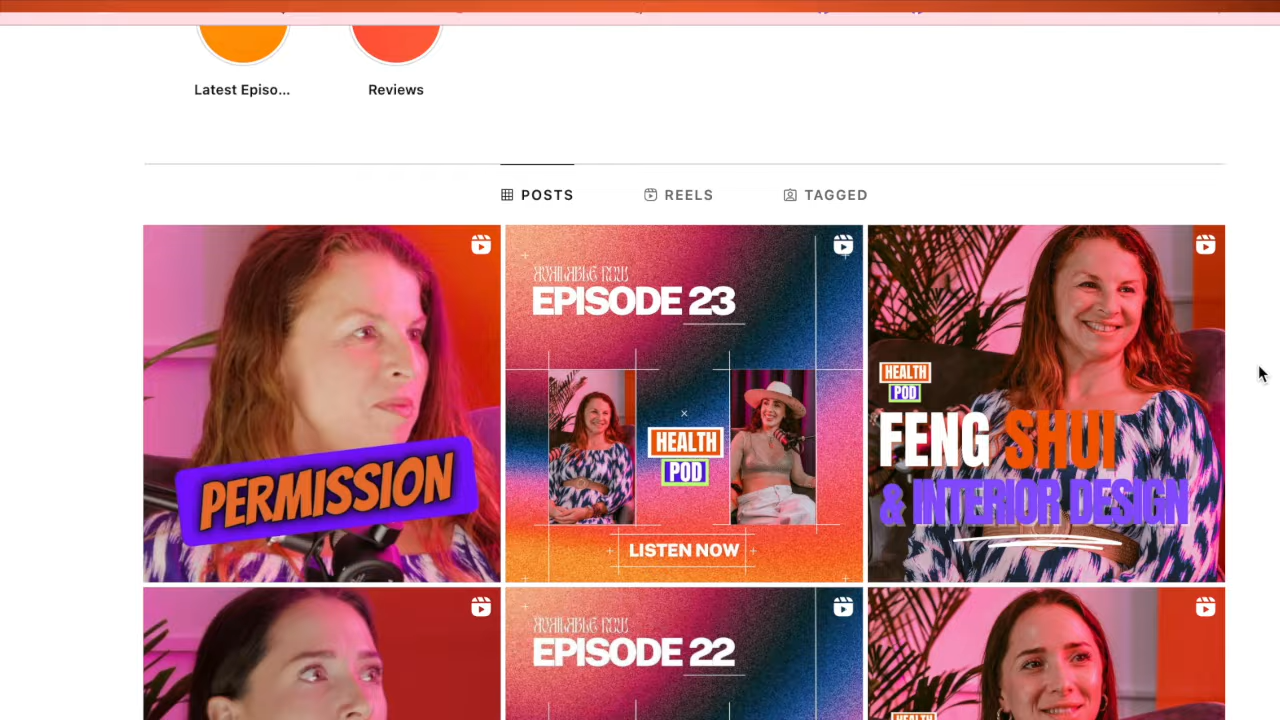 Latest Episo...
Reviews
POSTS
REELS
TAGGED
PERMISSION
AVAILABLE NOW
EPISODE 23
×
HEALTH
POD
LISTEN NOW
HEALTH
POD
FENG SHUI
& INTERIOR DESIGN
AVAILABLE NOW
EPISODE 22
HEALTH